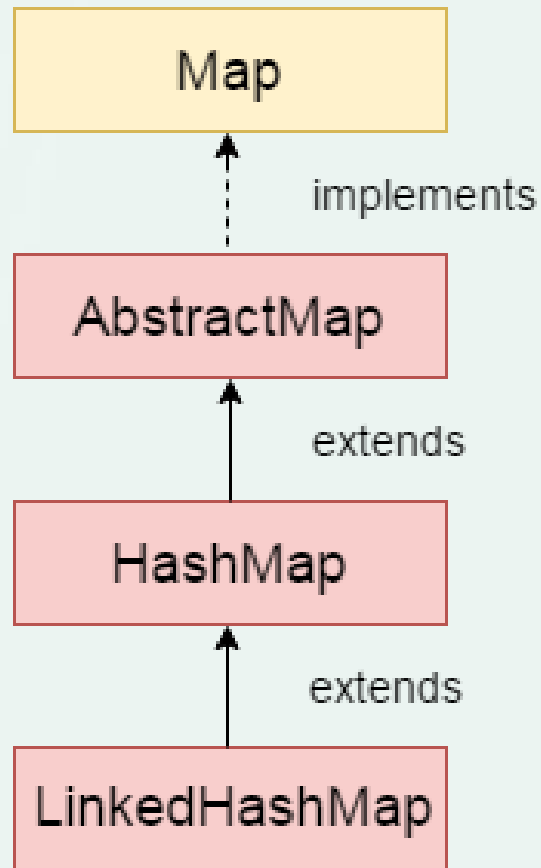 Map
implements
AbstractMap
extends
HashMap
extends
LinkedHashMap